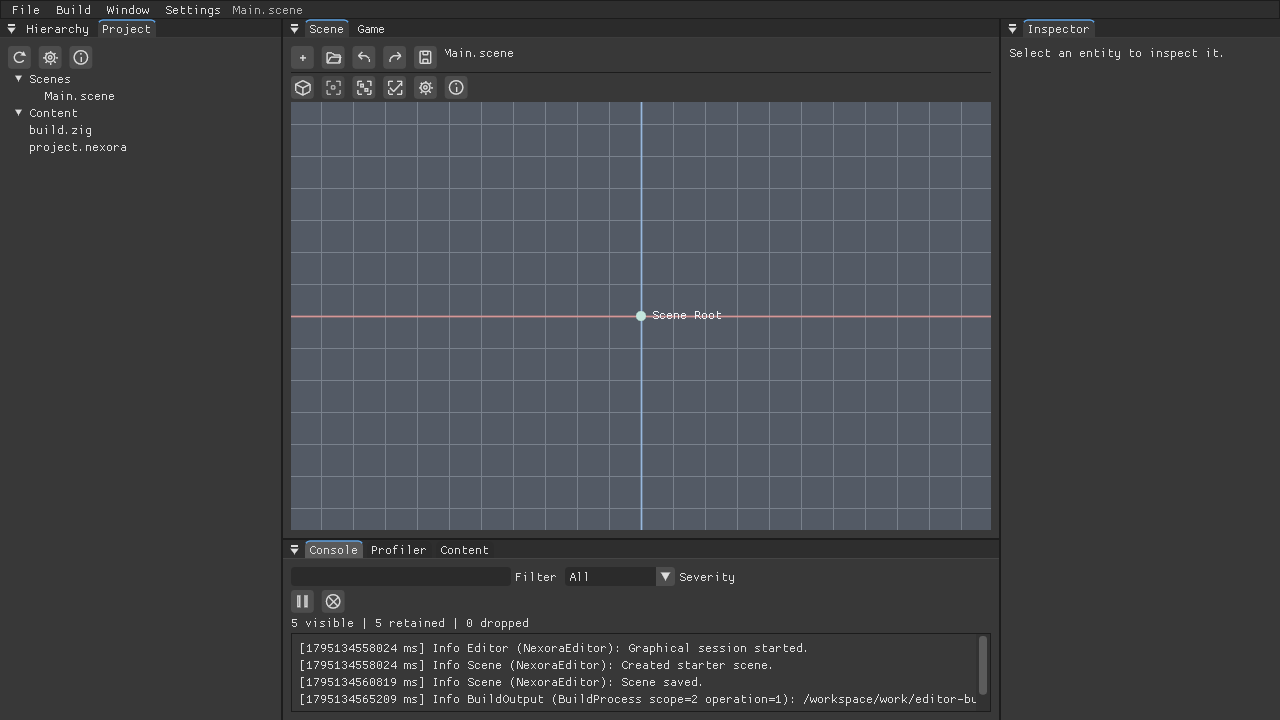 File Build Window Settings Main.scene
Hierarchy Project
Scene Game
Inspector
Main.scene
Select an entity to inspect it.
Scenes
Main.scene
Content
build.zig
project.nexora
Scene Root
Console Profiler Content
Filter All Severity
5 visible | 5 retained | 0 dropped
[1795134558024 ms] Info Editor (NexoraEditor): Graphical session started.
[1795134558024 ms] Info Scene (NexoraEditor): Created starter scene.
[1795134560819 ms] Info Scene (NexoraEditor): Scene saved.
[1795134565209 ms] Info BuildOutput (BuildProcess scope=2 operation=1): /workspace/work/editor-bu